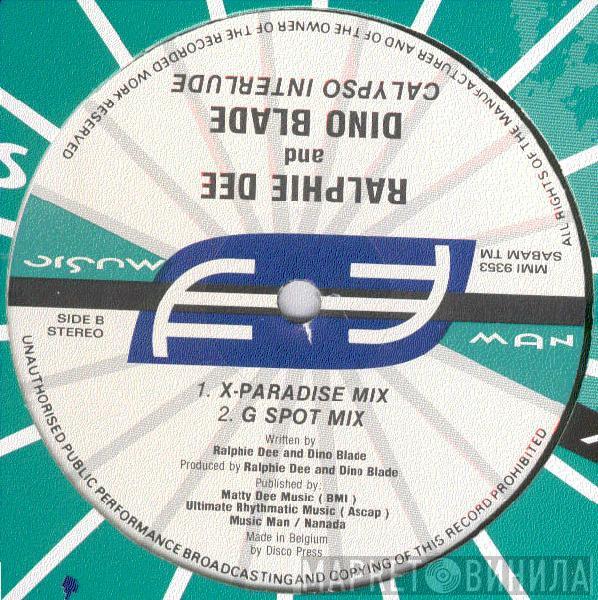 RALPHIE DEE
and
DINO BLADE
CALYPSO INTERLUDE
ALL RIGHTS OF THE MANUFACTURER AND OF THE OWNER OF THE RECORDED WORK RESERVED
MUSIC
MAN
MMI 9353
SABAM TM
SIDE B
STEREO
1. X-PARADISE MIX
2. G SPOT MIX
Written by
Ralphie Dee and Dino Blade
Produced by Ralphie Dee and Dino Blade
Published by:
Matty Dee Music ( BMI )
Ultimate Rhythmatic Music ( Ascap )
Music Man / Nanada
Made in Belgium
by Disco Press
UNAUTHORISED PUBLIC PERFORMANCE BROADCASTING AND COPYING OF THIS RECORD PROHIBITED
МАРКЕТ ВИНИЛА